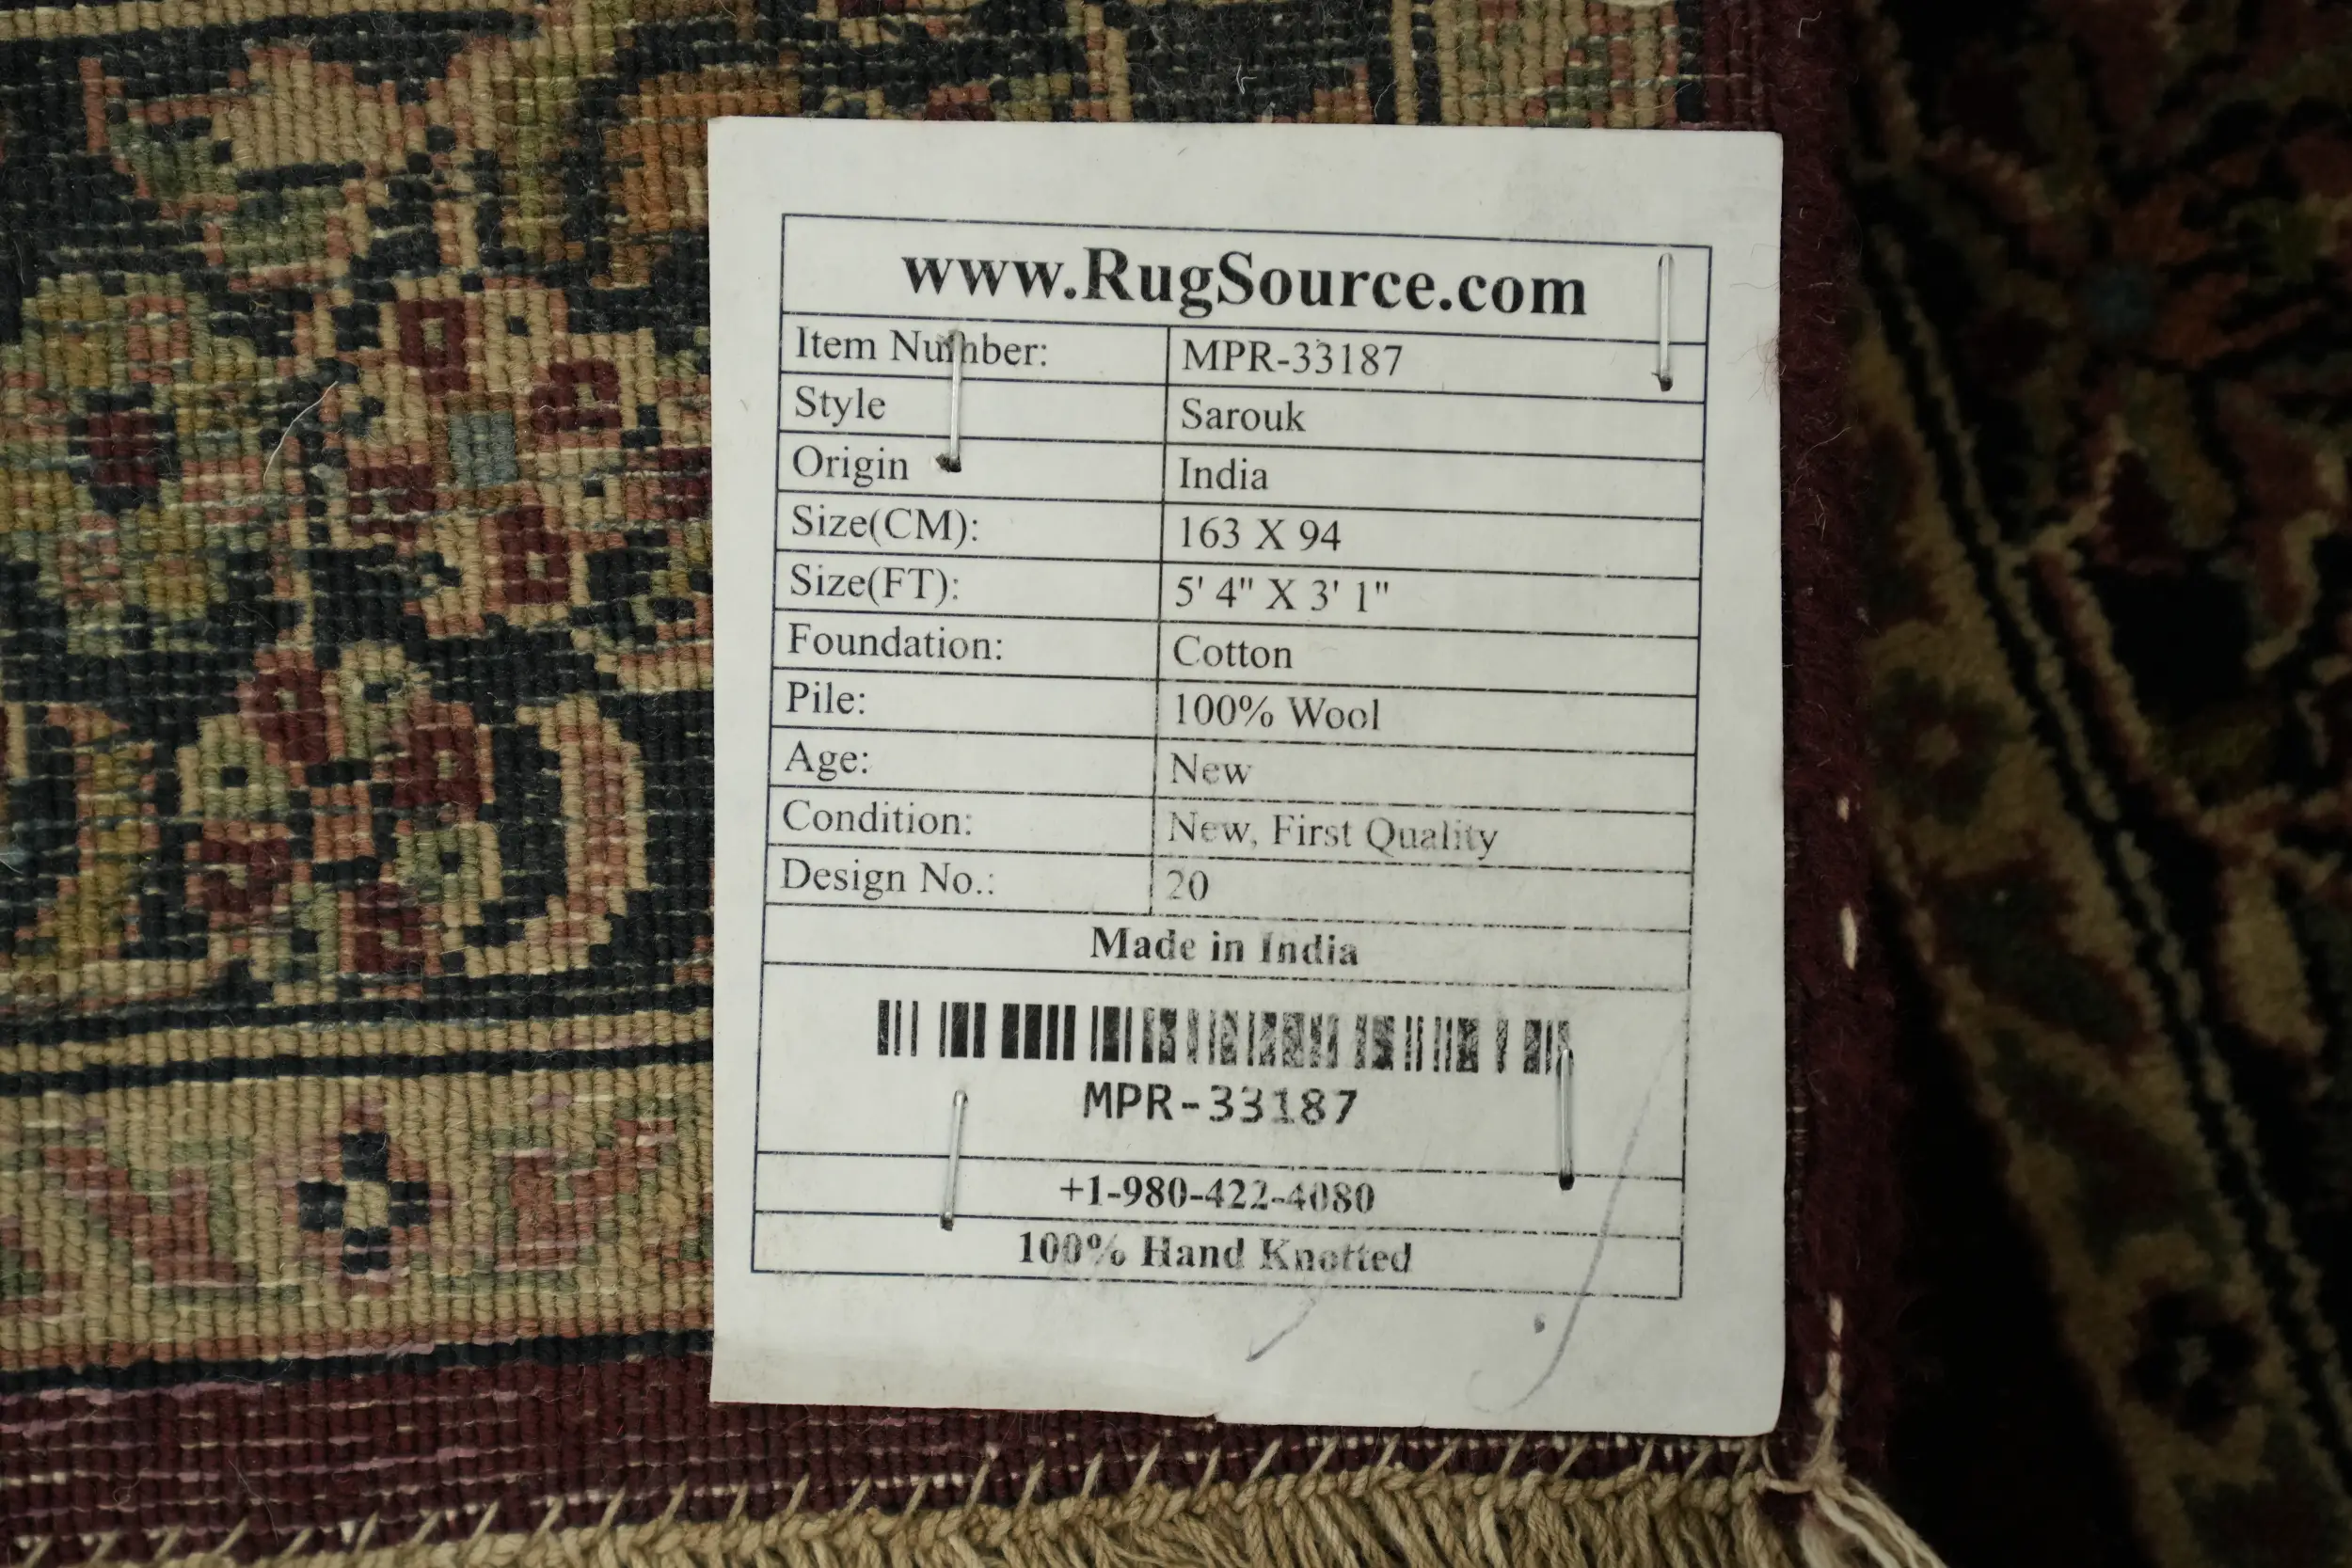 www.RugSource.com
Item Number: MPR-33187
Style Sarouk
Origin India
Size(CM): 163 X 94
Size(FT): 5' 4" X 3' 1"
Foundation: Cotton
Pile: 100% Wool
Age: New
Condition: New, First Quality
Design No.: 20
Made in India
MPR-33187
+1-980-422-4080
100% Hand Knotted